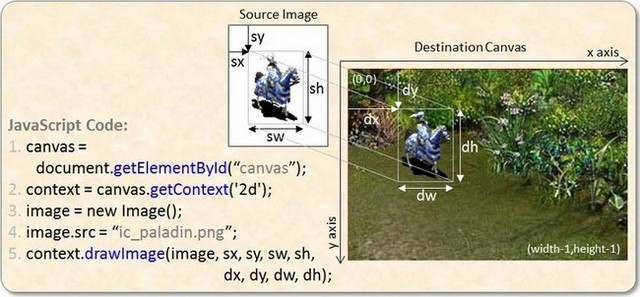 Source Image
sy
sx
sh
sw
Destination Canvas
x axis
(0,0)
dy
dx
dh
dw
y axis
(width-1,height-1)
JavaScript Code:
1. canvas =
document.getElementById(“canvas”);
2. context = canvas.getContext('2d');
3. image = new Image();
4. image.src = “ic_paladin.png”;
5. context.drawImage(image, sx, sy, sw, sh,
dx, dy, dw, dh);